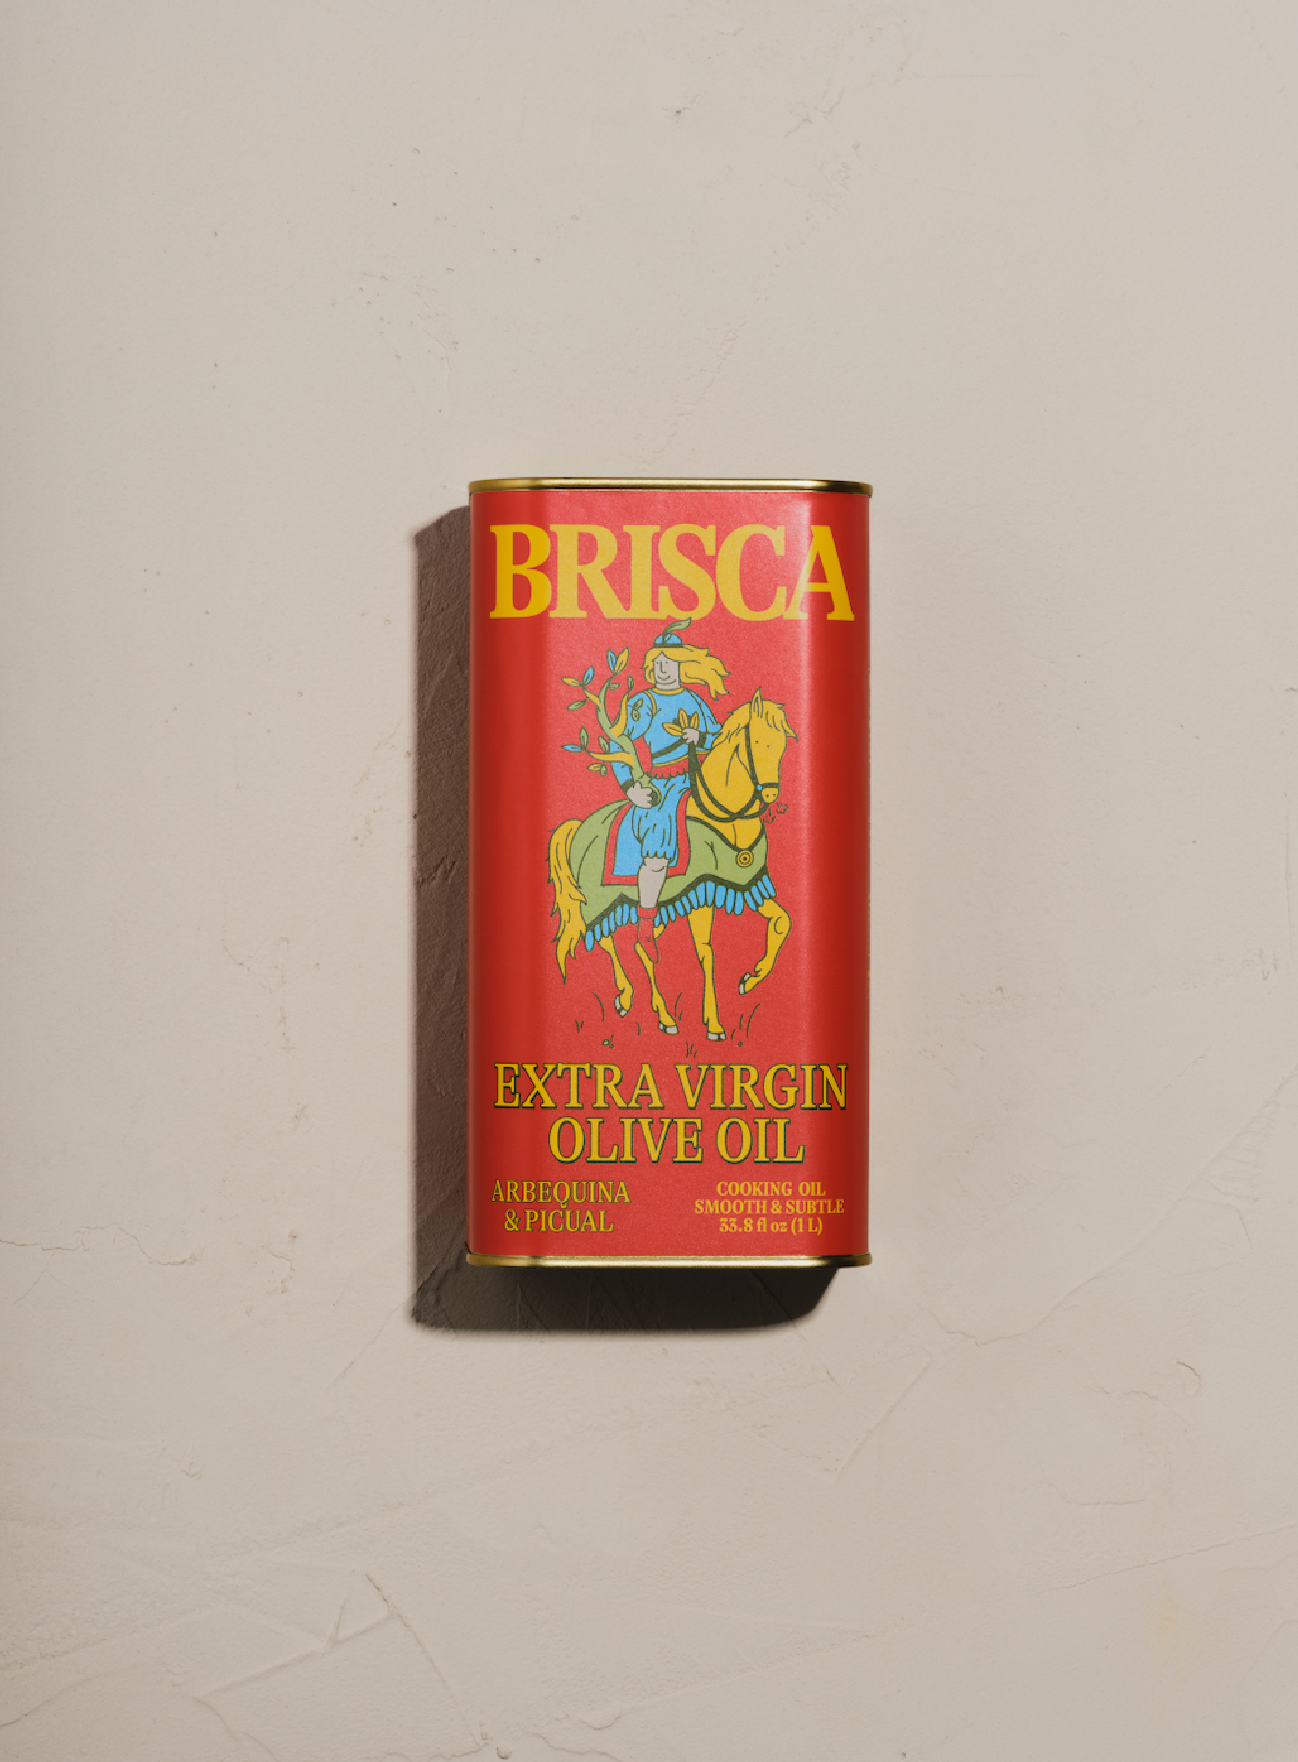 BRISCA
EXTRA VIRGIN
OLIVE OIL
ARBEQUINA
& PICUAL
COOKING OIL
SMOOTH & SUBTLE
33.8 fl oz (1 L)